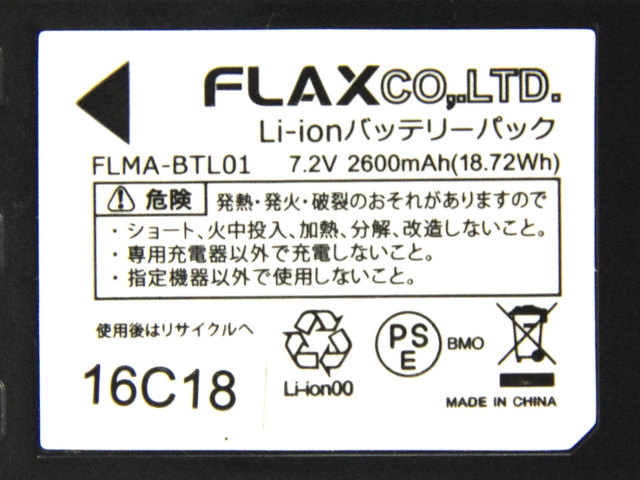 FLAX CO,.LTD.
Li-ionバッテリーパック
FLMA-BTL01 7.2V 2600mAh(18.72Wh)
危険 発熱・発火・破裂のおそれがありますので
・ショート、火中投入、加熱、分解、改造しないこと。
・専用充電器以外で充電しないこと。
・指定機器以外で使用しないこと。
使用後はリサイクルへ
16C18
Li-ion00
PSE
BMO
MADE IN CHINA